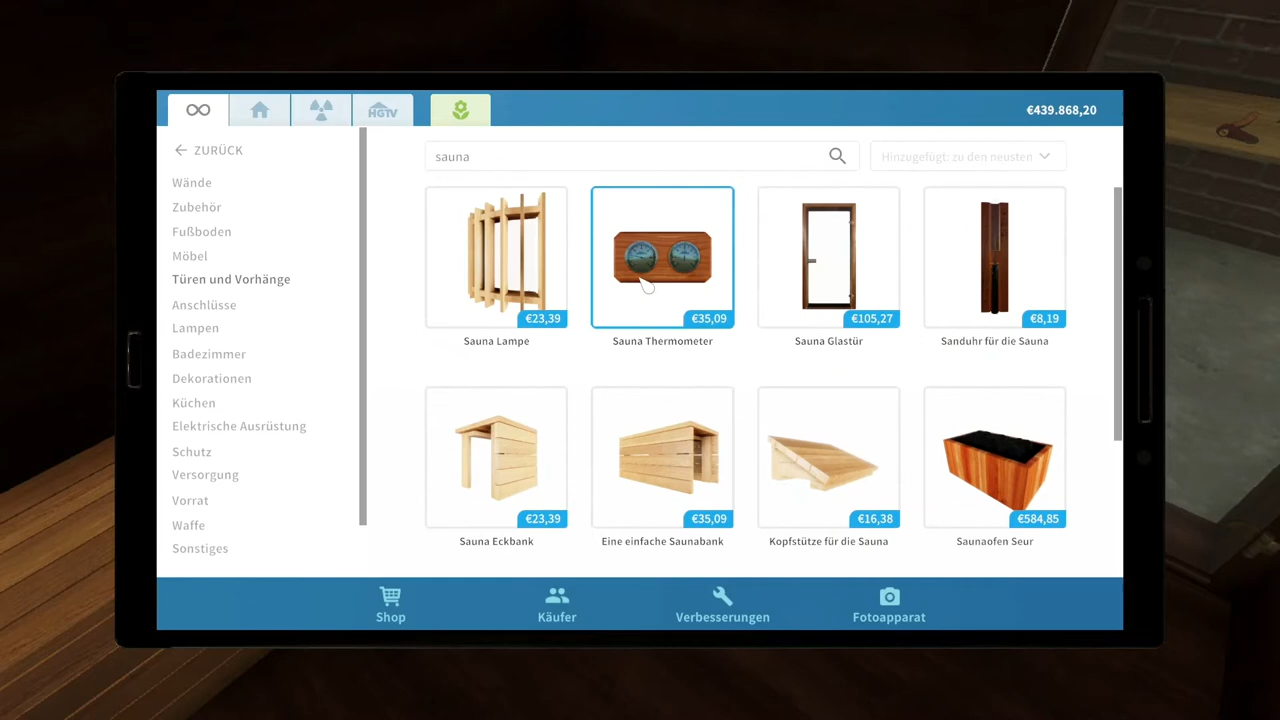 HGTV
€439.868,20
ZURÜCK
Wände
Zubehör
Fußboden
Möbel
Türen und Vorhänge
Anschlüsse
Lampen
Badezimmer
Dekorationen
Küchen
Elektrische Ausrüstung
Schutz
Versorgung
Vorrat
Waffe
Sonstiges
sauna
Hinzugefügt: zu den neusten
€23,39
€35,09
€105,27
€8,19
Sauna Lampe
Sauna Thermometer
Sauna Glastür
Sanduhr für die Sauna
€23,39
€35,09
€16,38
€584,85
Sauna Eckbank
Eine einfache Saunabank
Kopfstütze für die Sauna
Saunaofen Seur
Shop
Käufer
Verbesserungen
Fotoapparat